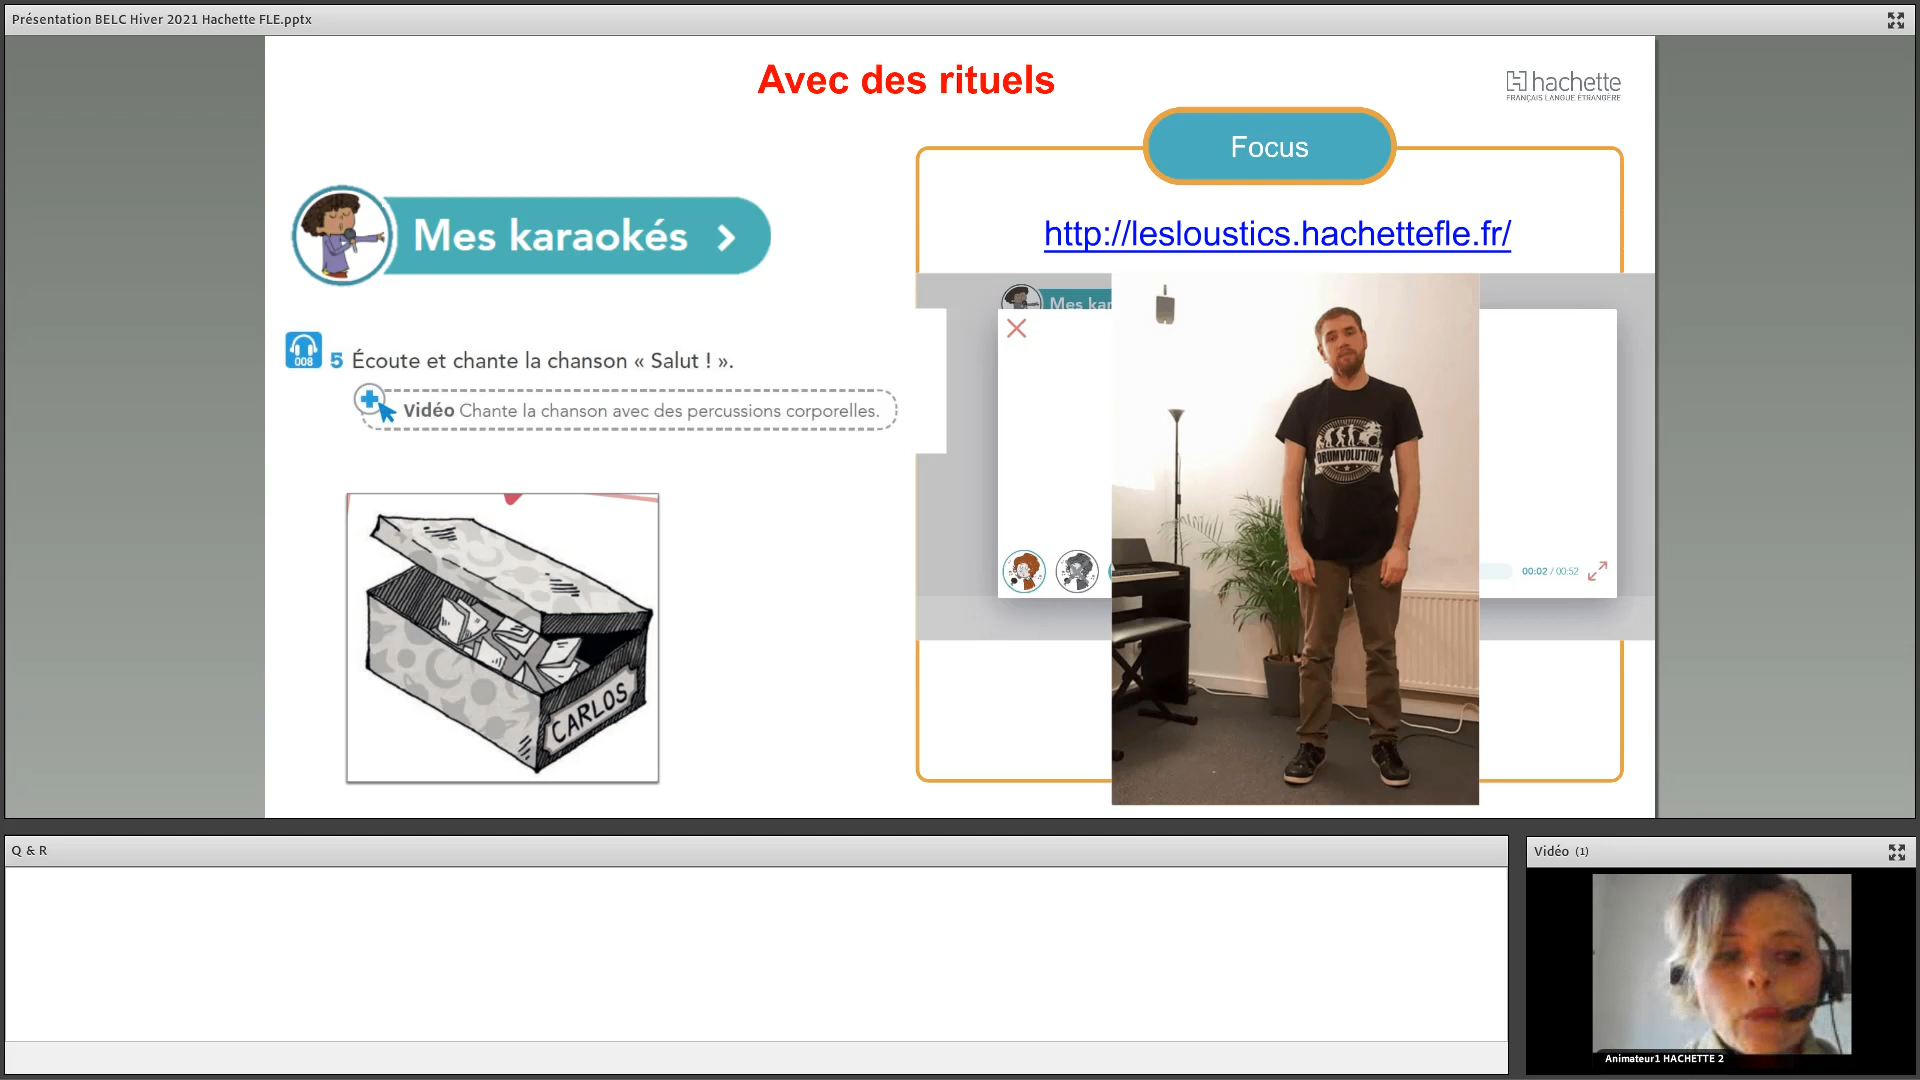 Présentation BELC Hiver 2021 Hachette FLE.pptx
Avec des rituels
hachette
FRANÇAIS LANGUE ÉTRANGÈRE
Focus
http://lesloustics.hachettefle.fr/
Mes karaokés
Mes kar
008
5 Écoute et chante la chanson « Salut ! ».
Vidéo Chante la chanson avec des percussions corporelles.
DRUMVOLUTION
00:02 / 00:52
CARLOS
Q & R
Vidéo (1)
Animateur1 HACHETTE 2